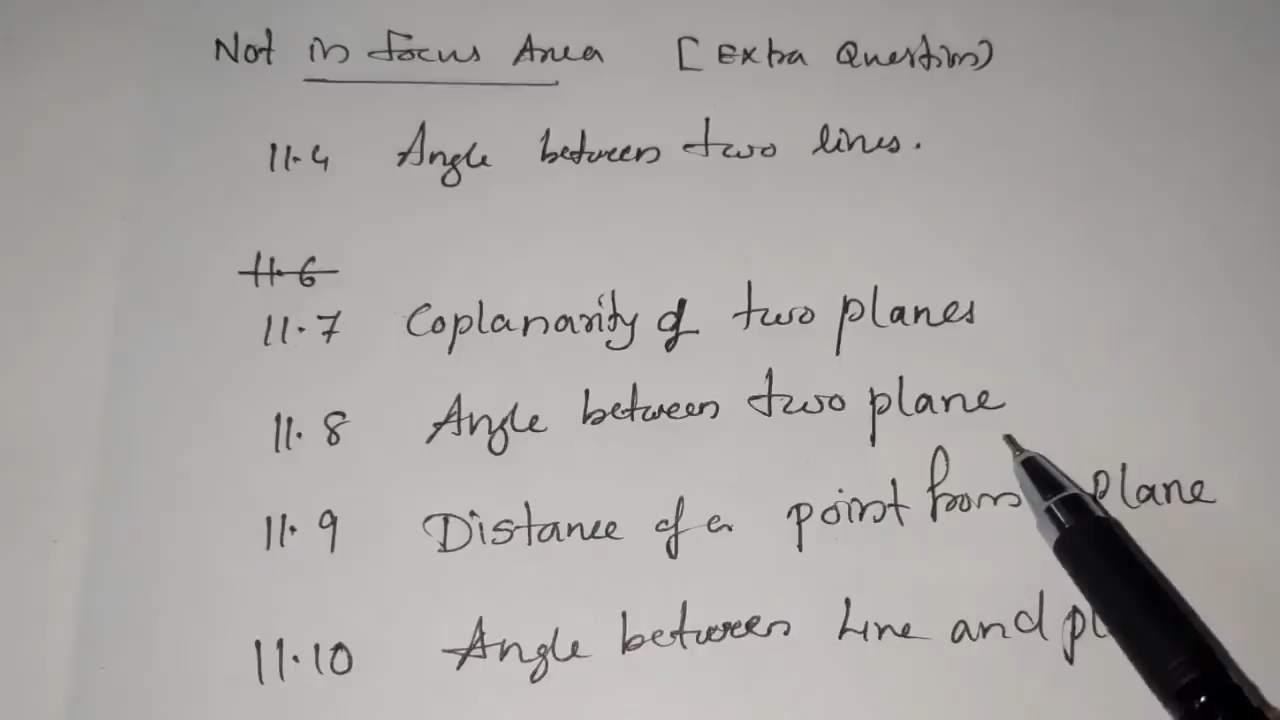 Not in focus Area [Extra Question)
11.4 Angle between two lines.
11.6
11.7 Coplanarity of two planes
11.8 Angle between two plane
11.9 Distance of a point from plane
11.10 Angle between Line and